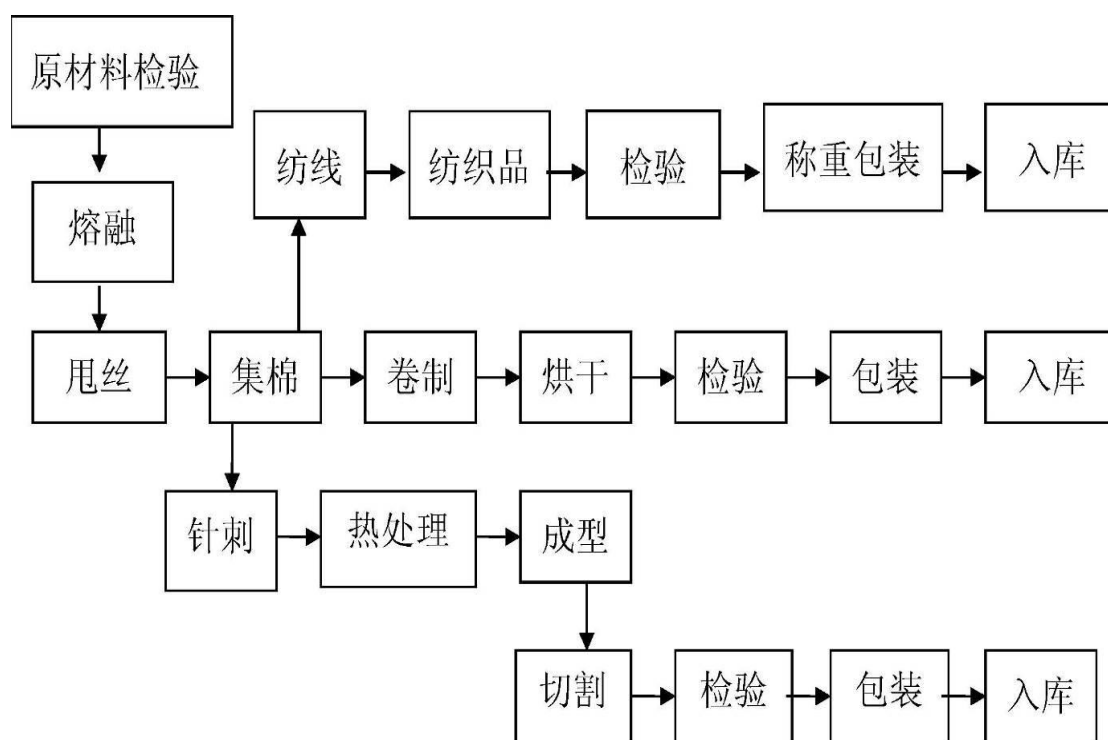 原材料检验
纺线
纺织品
检验
称重包装
入库
熔融
甩丝
集棉
卷制
烘干
检验
包装
入库
针刺
热处理
成型
切割
检验
包装
入库